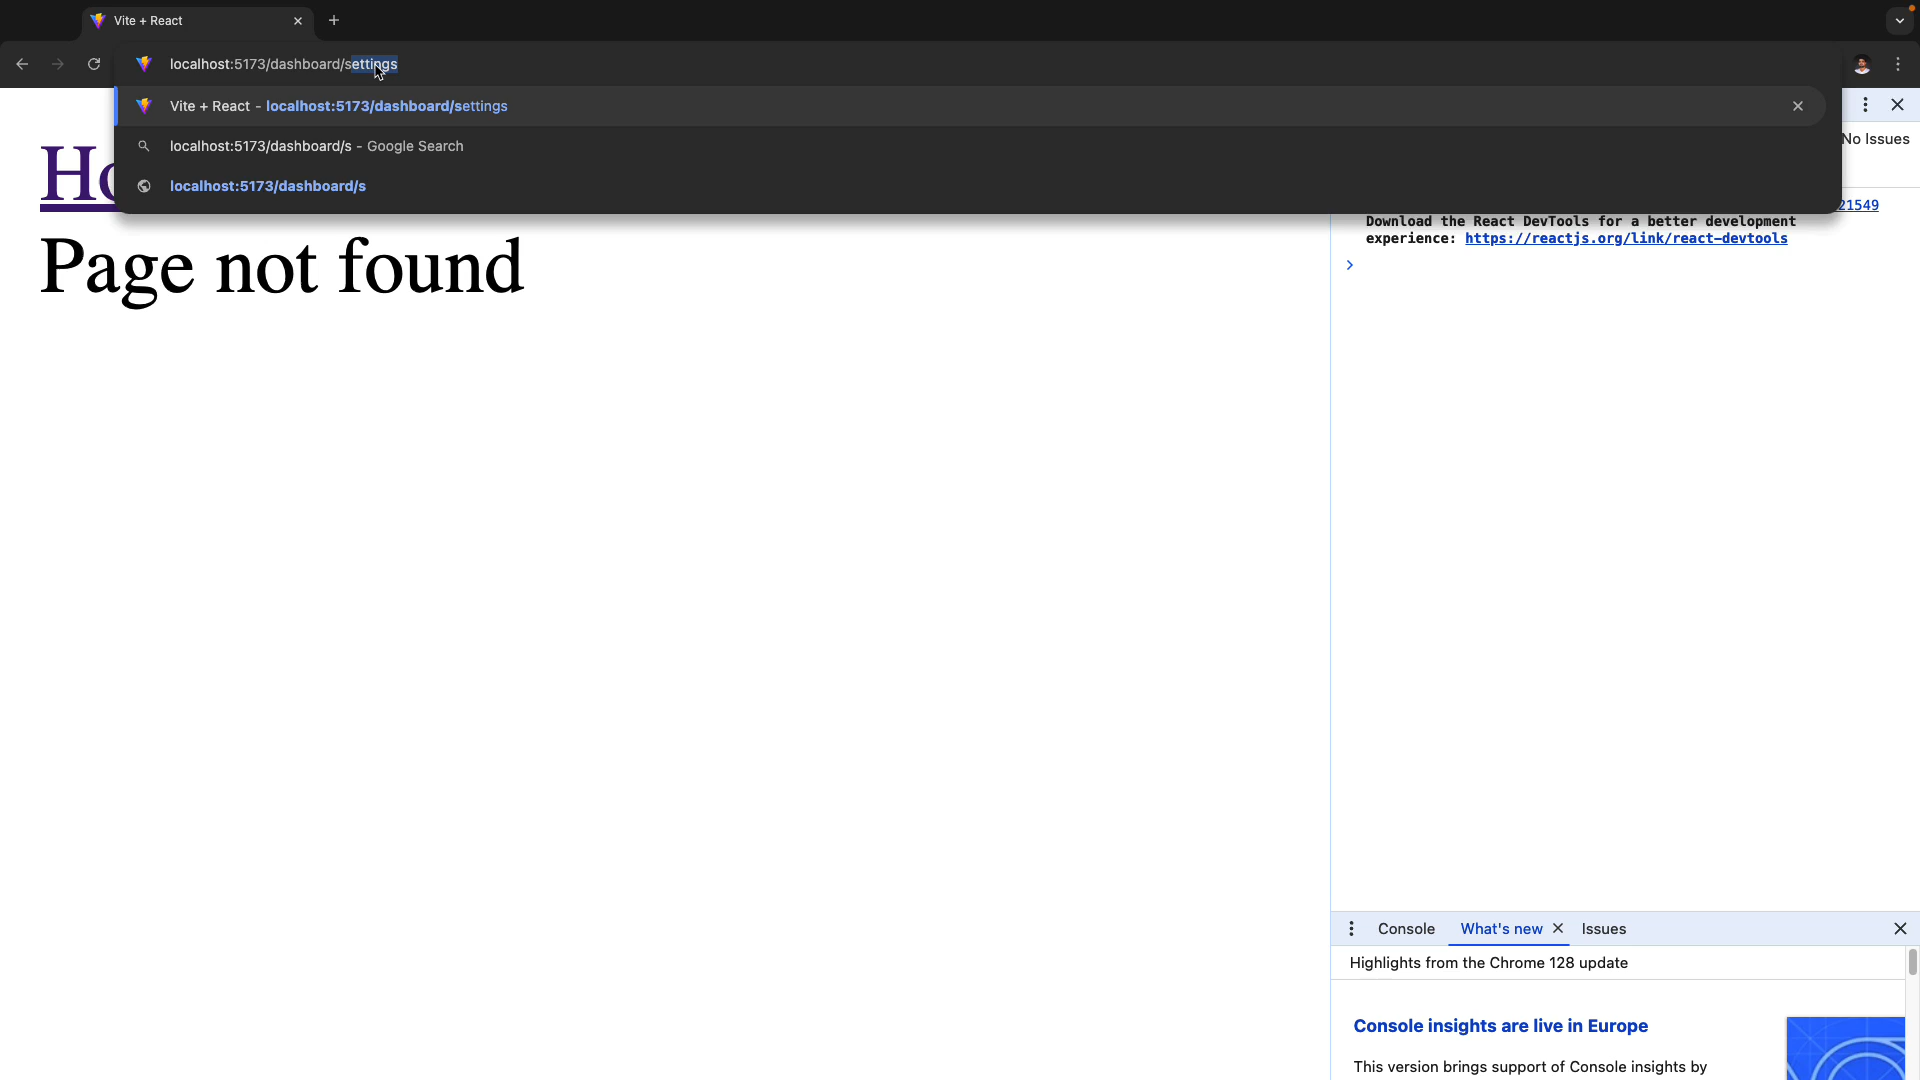 Vite + React
localhost:5173/dashboard/settings
Vite + React - localhost:5173/dashboard/settings
localhost:5173/dashboard/s - Google Search
localhost:5173/dashboard/s
No Issues
21549
Download the React DevTools for a better development
experience: https://reactjs.org/link/react-devtools
Page not found
Console What's new Issues
Highlights from the Chrome 128 update
Console insights are live in Europe
This version brings support of Console insights by